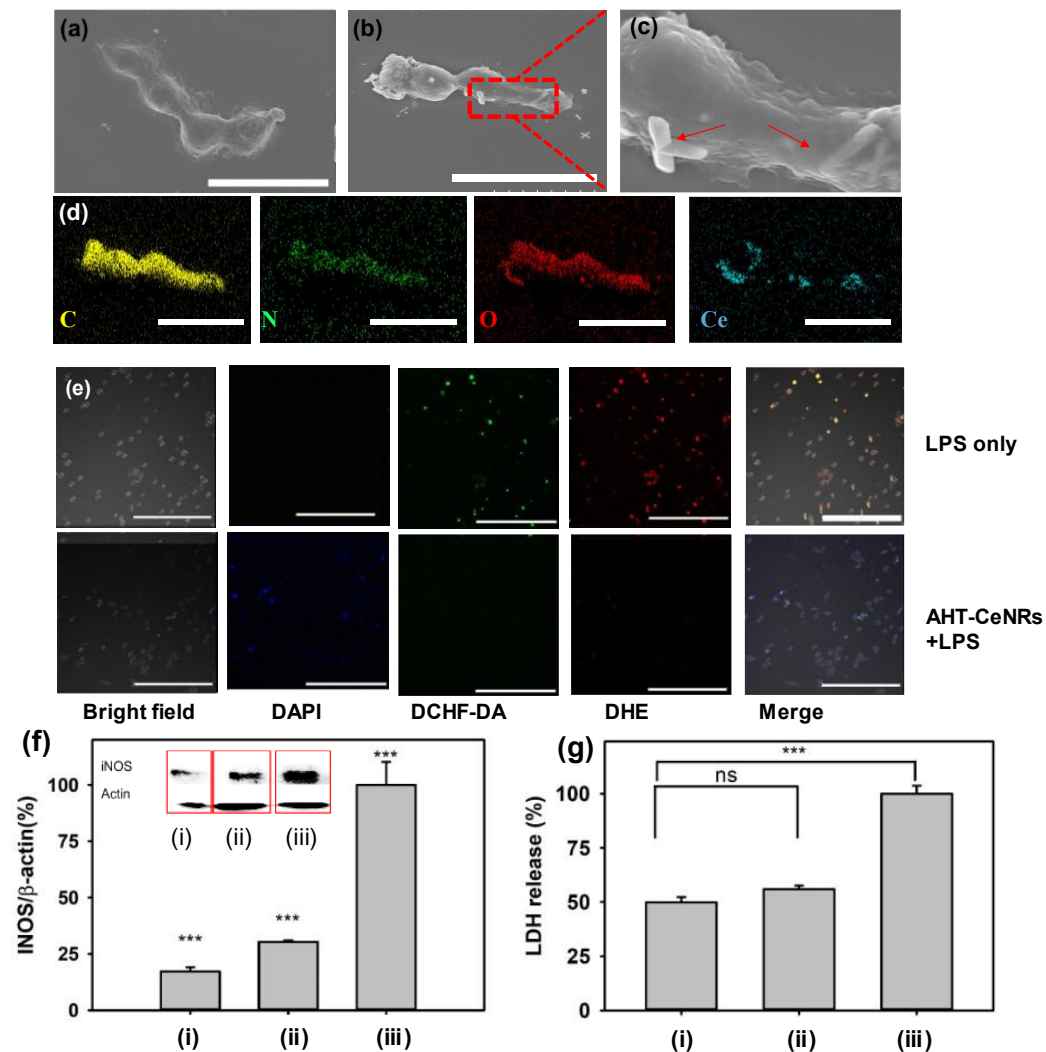 (a)
(b)
(c)
(d)
C
N
O
Ce
(e)
LPS only
AHT-CeNRs
+LPS
Bright field
DAPI
DCHF-DA
DHE
Merge
(f)
INOS/β-actin(%)
100
75
50
25
0
iNOS
Actin
(i)
(ii)
(iii)
***
***
***
(i)
(ii)
(iii)
(g)
LDH release (%)
100
75
50
25
0
***
ns
(i)
(ii)
(iii)